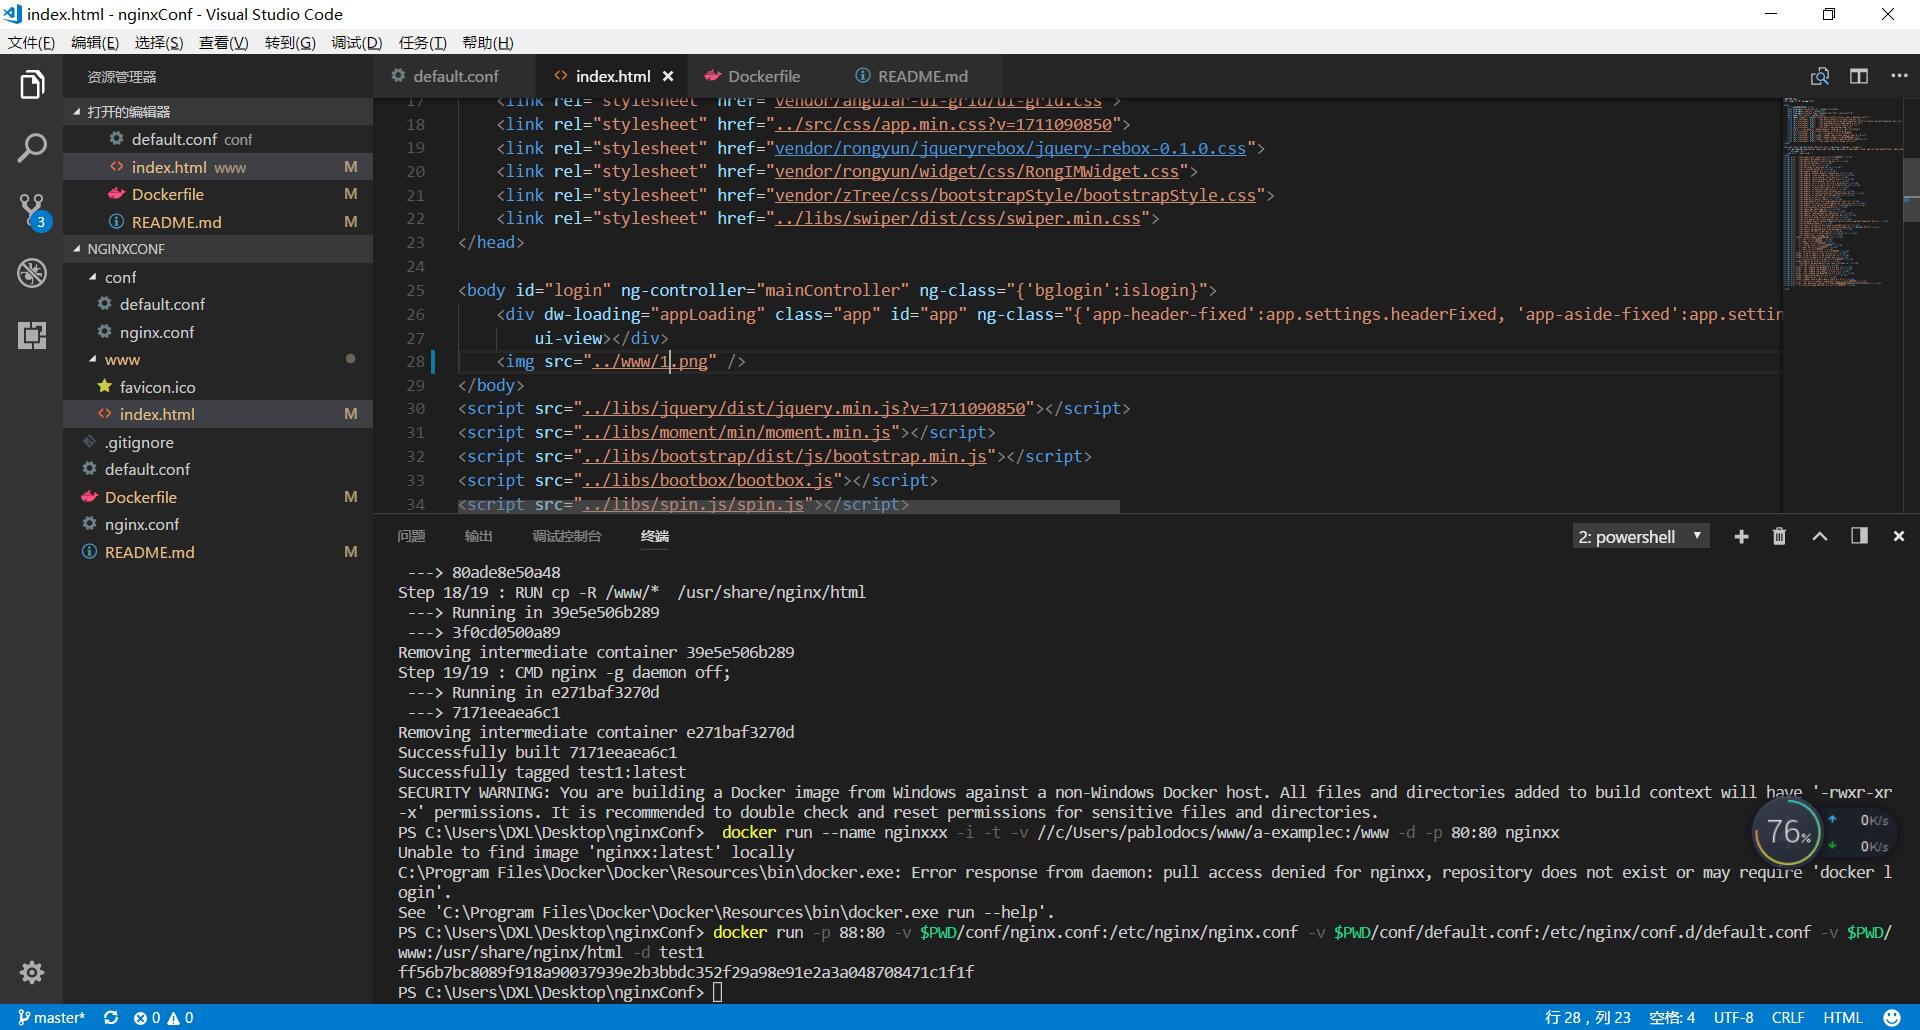 index.html - nginxConf - Visual Studio Code
文件(F) 编辑(E) 选择(S) 查看(V) 转到(G) 调试(D) 任务(T) 帮助(H)
资源管理器
default.conf index.html Dockerfile README.md
打开的编辑器
default.conf conf
index.html www M
Dockerfile M
README.md M
3
NGINXCONF
conf
default.conf
nginx.conf
www
favicon.ico
index.html M
.gitignore
default.conf
Dockerfile M
nginx.conf
README.md M
17 <link rel="stylesheet" href="vendor/angular-ui-grid/ui-grid.css">
18 <link rel="stylesheet" href="../src/css/app.min.css?v=1711090850">
19 <link rel="stylesheet" href="vendor/rongyun/jqueryrebox/jquery-rebox-0.1.0.css">
20 <link rel="stylesheet" href="vendor/rongyun/widget/css/RongIMWidget.css">
21 <link rel="stylesheet" href="vendor/zTree/css/bootstrapStyle/bootstrapStyle.css">
22 <link rel="stylesheet" href="../libs/swiper/dist/css/swiper.min.css">
23 </head>
24
25 <body id="login" ng-controller="mainController" ng-class="{'bglogin':islogin}">
26 <div dw-loading="appLoading" class="app" id="app" ng-class="{'app-header-fixed':app.settings.headerFixed, 'app-aside-fixed':app.settin
27 ui-view></div>
28 <img src="../www/1.png" />
29 </body>
30 <script src="../libs/jquery/dist/jquery.min.js?v=1711090850"></script>
31 <script src="../libs/moment/min/moment.min.js"></script>
32 <script src="../libs/bootstrap/dist/js/bootstrap.min.js"></script>
33 <script src="../libs/bootbox/bootbox.js"></script>
34 <script src="../libs/spin.js/spin.js"></script>
问题 输出 调试控制台 终端 2: powershell
---> 80ade8e50a48
Step 18/19 : RUN cp -R /www/* /usr/share/nginx/html
---> Running in 39e5e506b289
---> 3f0cd0500a89
Removing intermediate container 39e5e506b289
Step 19/19 : CMD nginx -g daemon off;
---> Running in e271baf3270d
---> 7171eeaea6c1
Removing intermediate container e271baf3270d
Successfully built 7171eeaea6c1
Successfully tagged test1:latest
SECURITY WARNING: You are building a Docker image from Windows against a non-Windows Docker host. All files and directories added to build context will have '-rwxr-xr
-x' permissions. It is recommended to double check and reset permissions for sensitive files and directories.
PS C:\Users\DXL\Desktop\nginxConf> docker run --name nginxxx -i -t -v //c/Users/pablodocs/www/a-examplec:/www -d -p 80:80 nginxx
Unable to find image 'nginxx:latest' locally
C:\Program Files\Docker\Docker\Resources\bin\docker.exe: Error response from daemon: pull access denied for nginxx, repository does not exist or may require 'docker l
ogin'.
See 'C:\Program Files\Docker\Docker\Resources\bin\docker.exe run --help'.
PS C:\Users\DXL\Desktop\nginxConf> docker run -p 88:80 -v $PWD/conf/nginx.conf:/etc/nginx/nginx.conf -v $PWD/conf/default.conf:/etc/nginx/conf.d/default.conf -v $PWD/
www:/usr/share/nginx/html -d test1
ff56b7bc8089f918a90037939e2b3bbdc352f29a98e91e2a3a048708471c1f1f
PS C:\Users\DXL\Desktop\nginxConf>
76%
0K/s
0K/s
master* 0 0 行 28，列 23 空格: 4 UTF-8 CRLF HTML